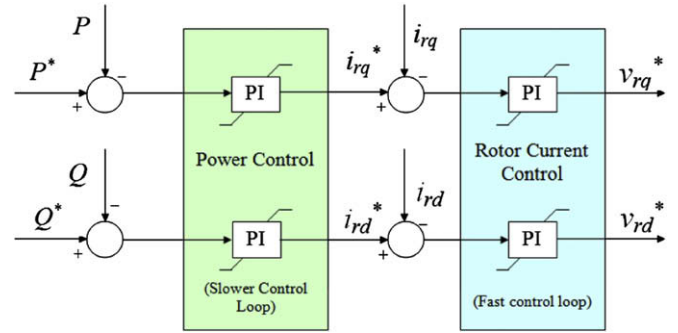 P
P*
−
+
PI
i_rq*
i_rq
−
+
PI
v_rq*
Power Control
Rotor Current
Control
Q
Q*
−
+
PI
i_rd*
i_rd
−
+
PI
v_rd*
(Slower Control
Loop)
(Fast control loop)